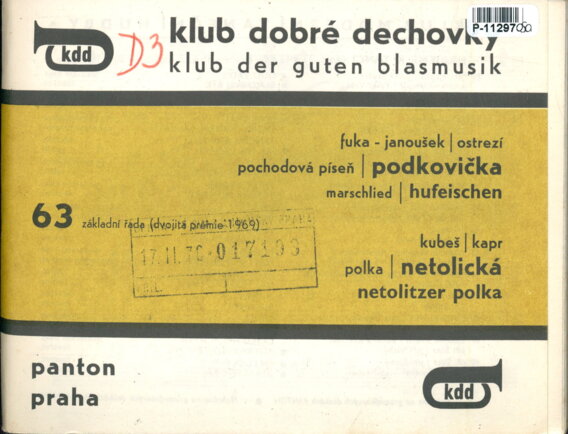 kdd
D3
klub dobré dechovky
P-11297
klub der guten blasmusik
fuka - janoušek | ostrezí
pochodová píseň | podkovička
marschlied | hufeischen
63 základní řada (dvojitá prémie 1969)
17.11.76-017103
kubeš | kapr
polka | netolická
netolitzer polka
panton
praha
kdd